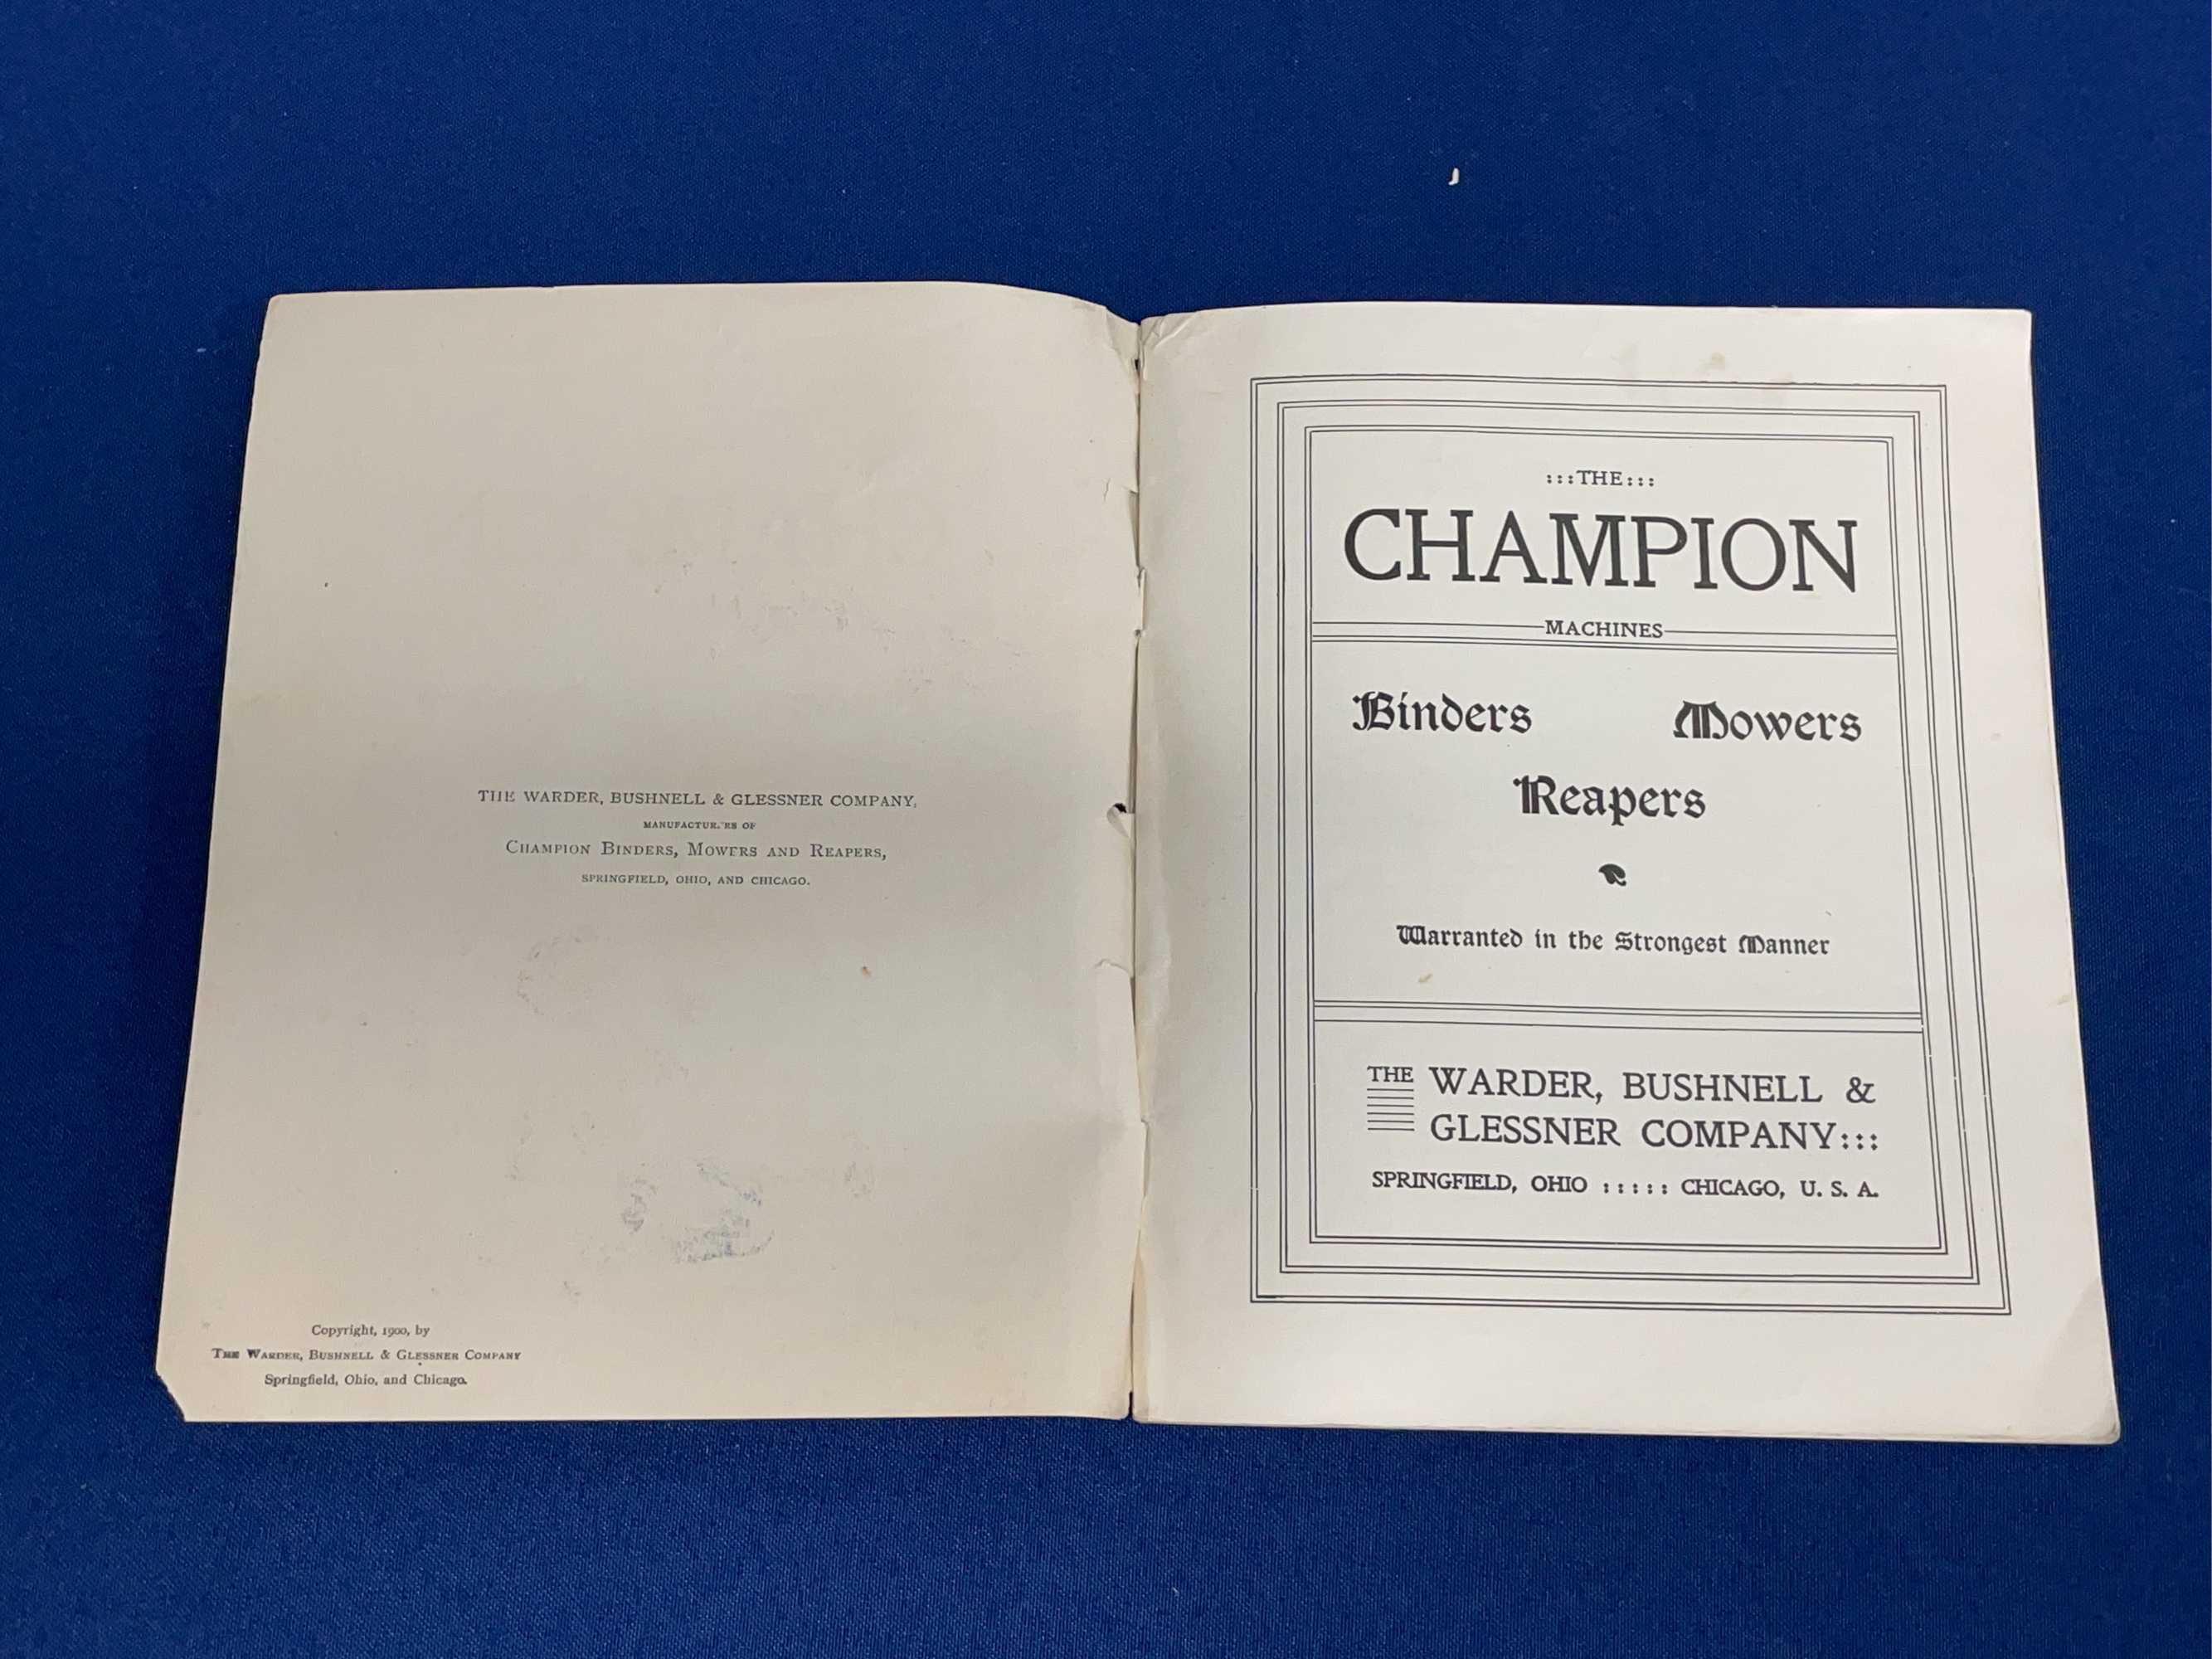 THE WARDER, BUSHNELL & GLESSNER COMPANY,
MANUFACTURERS OF
CHAMPION BINDERS, MOWERS AND REAPERS,
SPRINGFIELD, OHIO, AND CHICAGO.
Copyright, 1900, by
THE WARDER, BUSHNELL & GLESSNER COMPANY
Springfield, Ohio, and Chicago.
:::THE:::
CHAMPION
MACHINES
Binders Mowers
Reapers
Warranted in the Strongest Manner
THE WARDER, BUSHNELL &
GLESSNER COMPANY:::
SPRINGFIELD, OHIO ::::: CHICAGO, U. S. A.